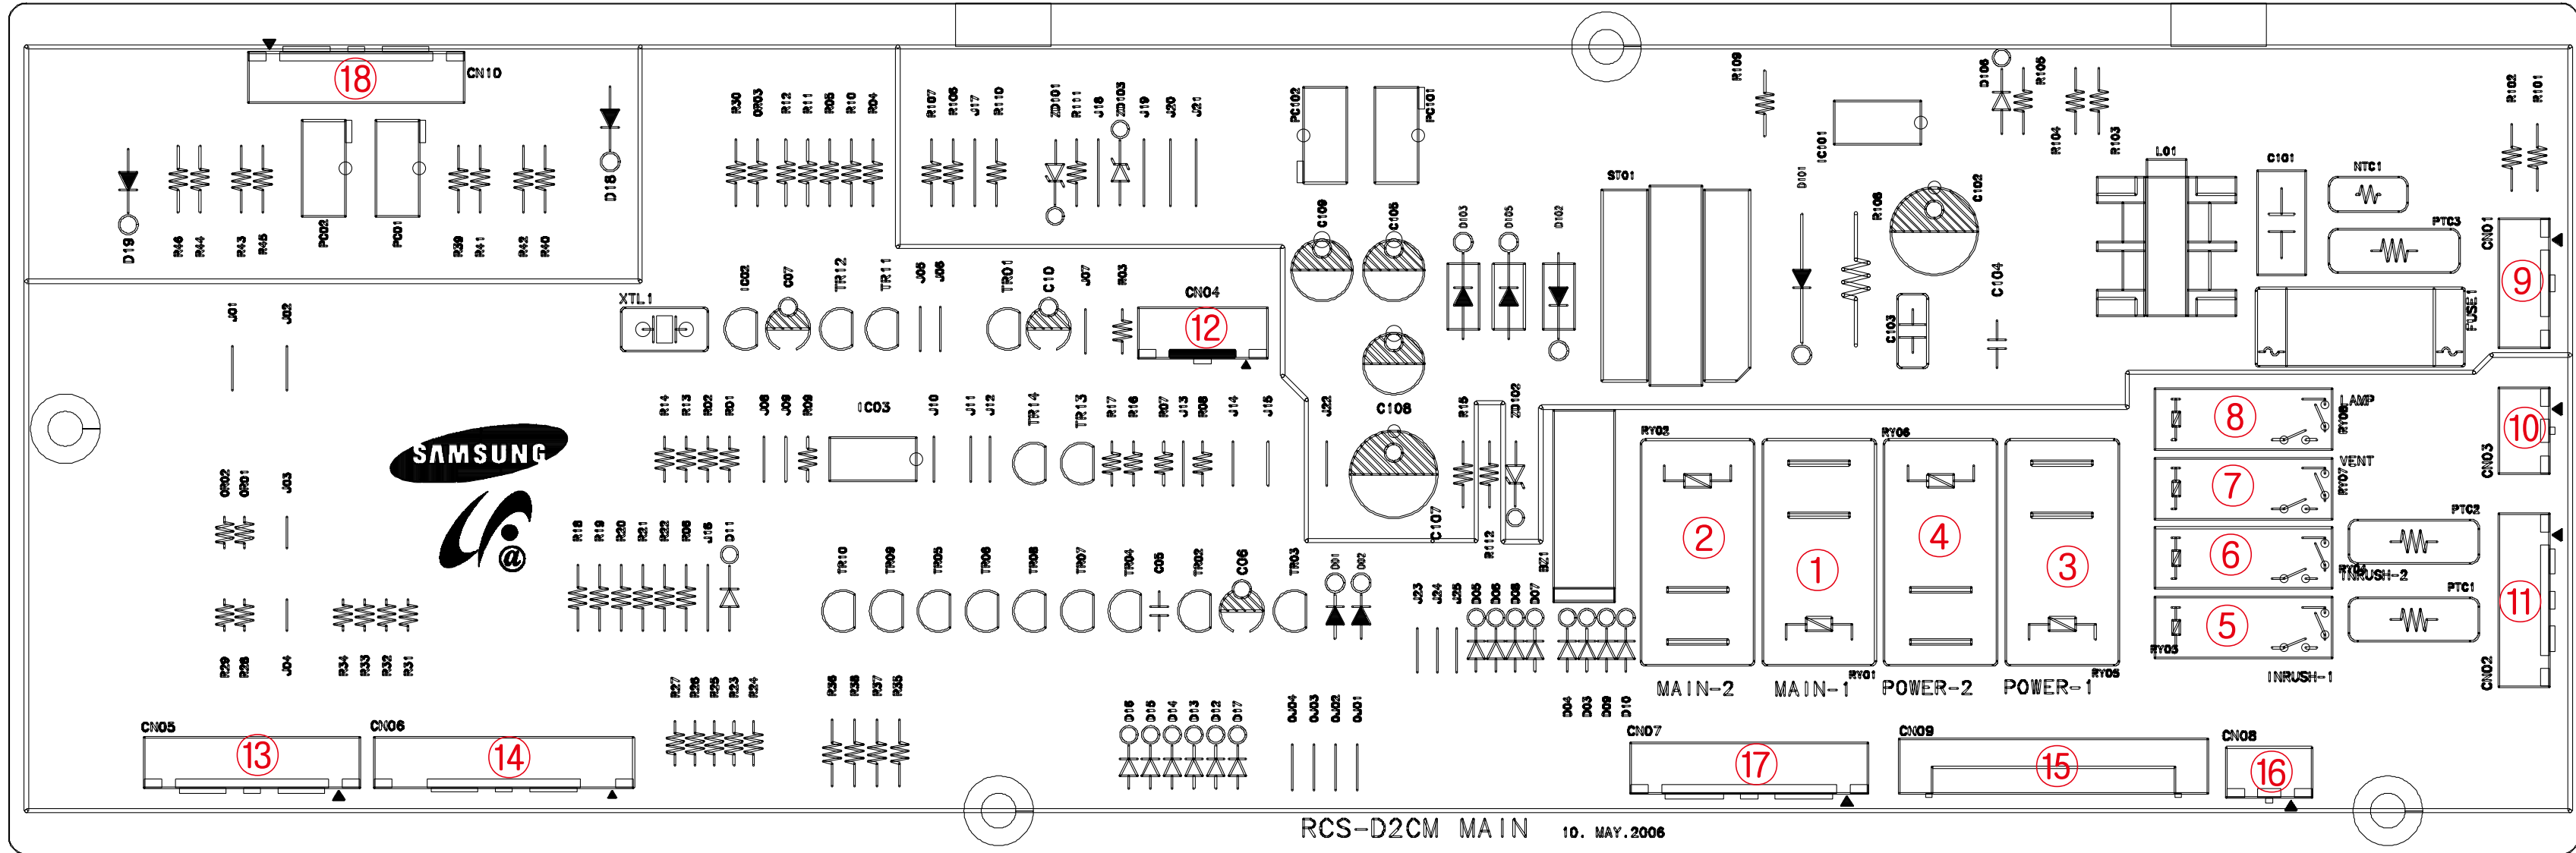 CN10
18
D19
R46 R44 R43 R45
PC02 PC01
R39 R41 R42 R40
D18
R30 OR03 R12 R11 R05 R10 R04
R107 R106 J17 R110 ZD101 R111 J18 ZD103 J19 J20 J21
PC102 PC101
R109
IC101
D106 R105
R104 R103
R102 R101
L01
C101
NTC1
PTC3
CN01
9
FUSE1
ST01
D101
R108
C102
C103
C104
C109 C105
D103 D105 D102
J01 J02
XTL1
IC02 C07 TR12 TR11 J05 J06 TR01 C10 J07 R03
CN04
12
C108
SAMSUNG
@
R14 R13 R02 R01 J08 J09 R09 IC03 J10 J11 J12 TR14 TR13 R17 R16 R07 J13 R08 J14 J15 J22
C107
R15 R112 ZD102
BZ1
RY02 RY06
2 1 4 3
RY01 RY05
MAIN-2 MAIN-1 POWER-2 POWER-1
8 LAMP
RY08
7 VENT
RY07
6 INRUSH-2
RY04
5
RY03
INRUSH-1
10
CN03
PTC2
PTC1
11
CN02
OR02 OR01 J03
R18 R19 R20 R21 R22 R06 J16 D11
TR10 TR09 TR05 TR06 TR08 TR07 TR04 C05 TR02 C06 TR03 D01 D02
J23 J24 J25 D05 D06 D08 D07
D04 D03 D09 D10
R29 R28 J04 R34 R33 R32 R31
R27 R26 R25 R23 R24
R36 R38 R37 R35
D16 D15 D14 D13 D12 D17
OJ04 OJ03 OJ02 OJ01
CN05
13
CN06
14
CN07
17
CN09
15
CN08
16
RCS-D2CM MAIN 10. MAY.2006